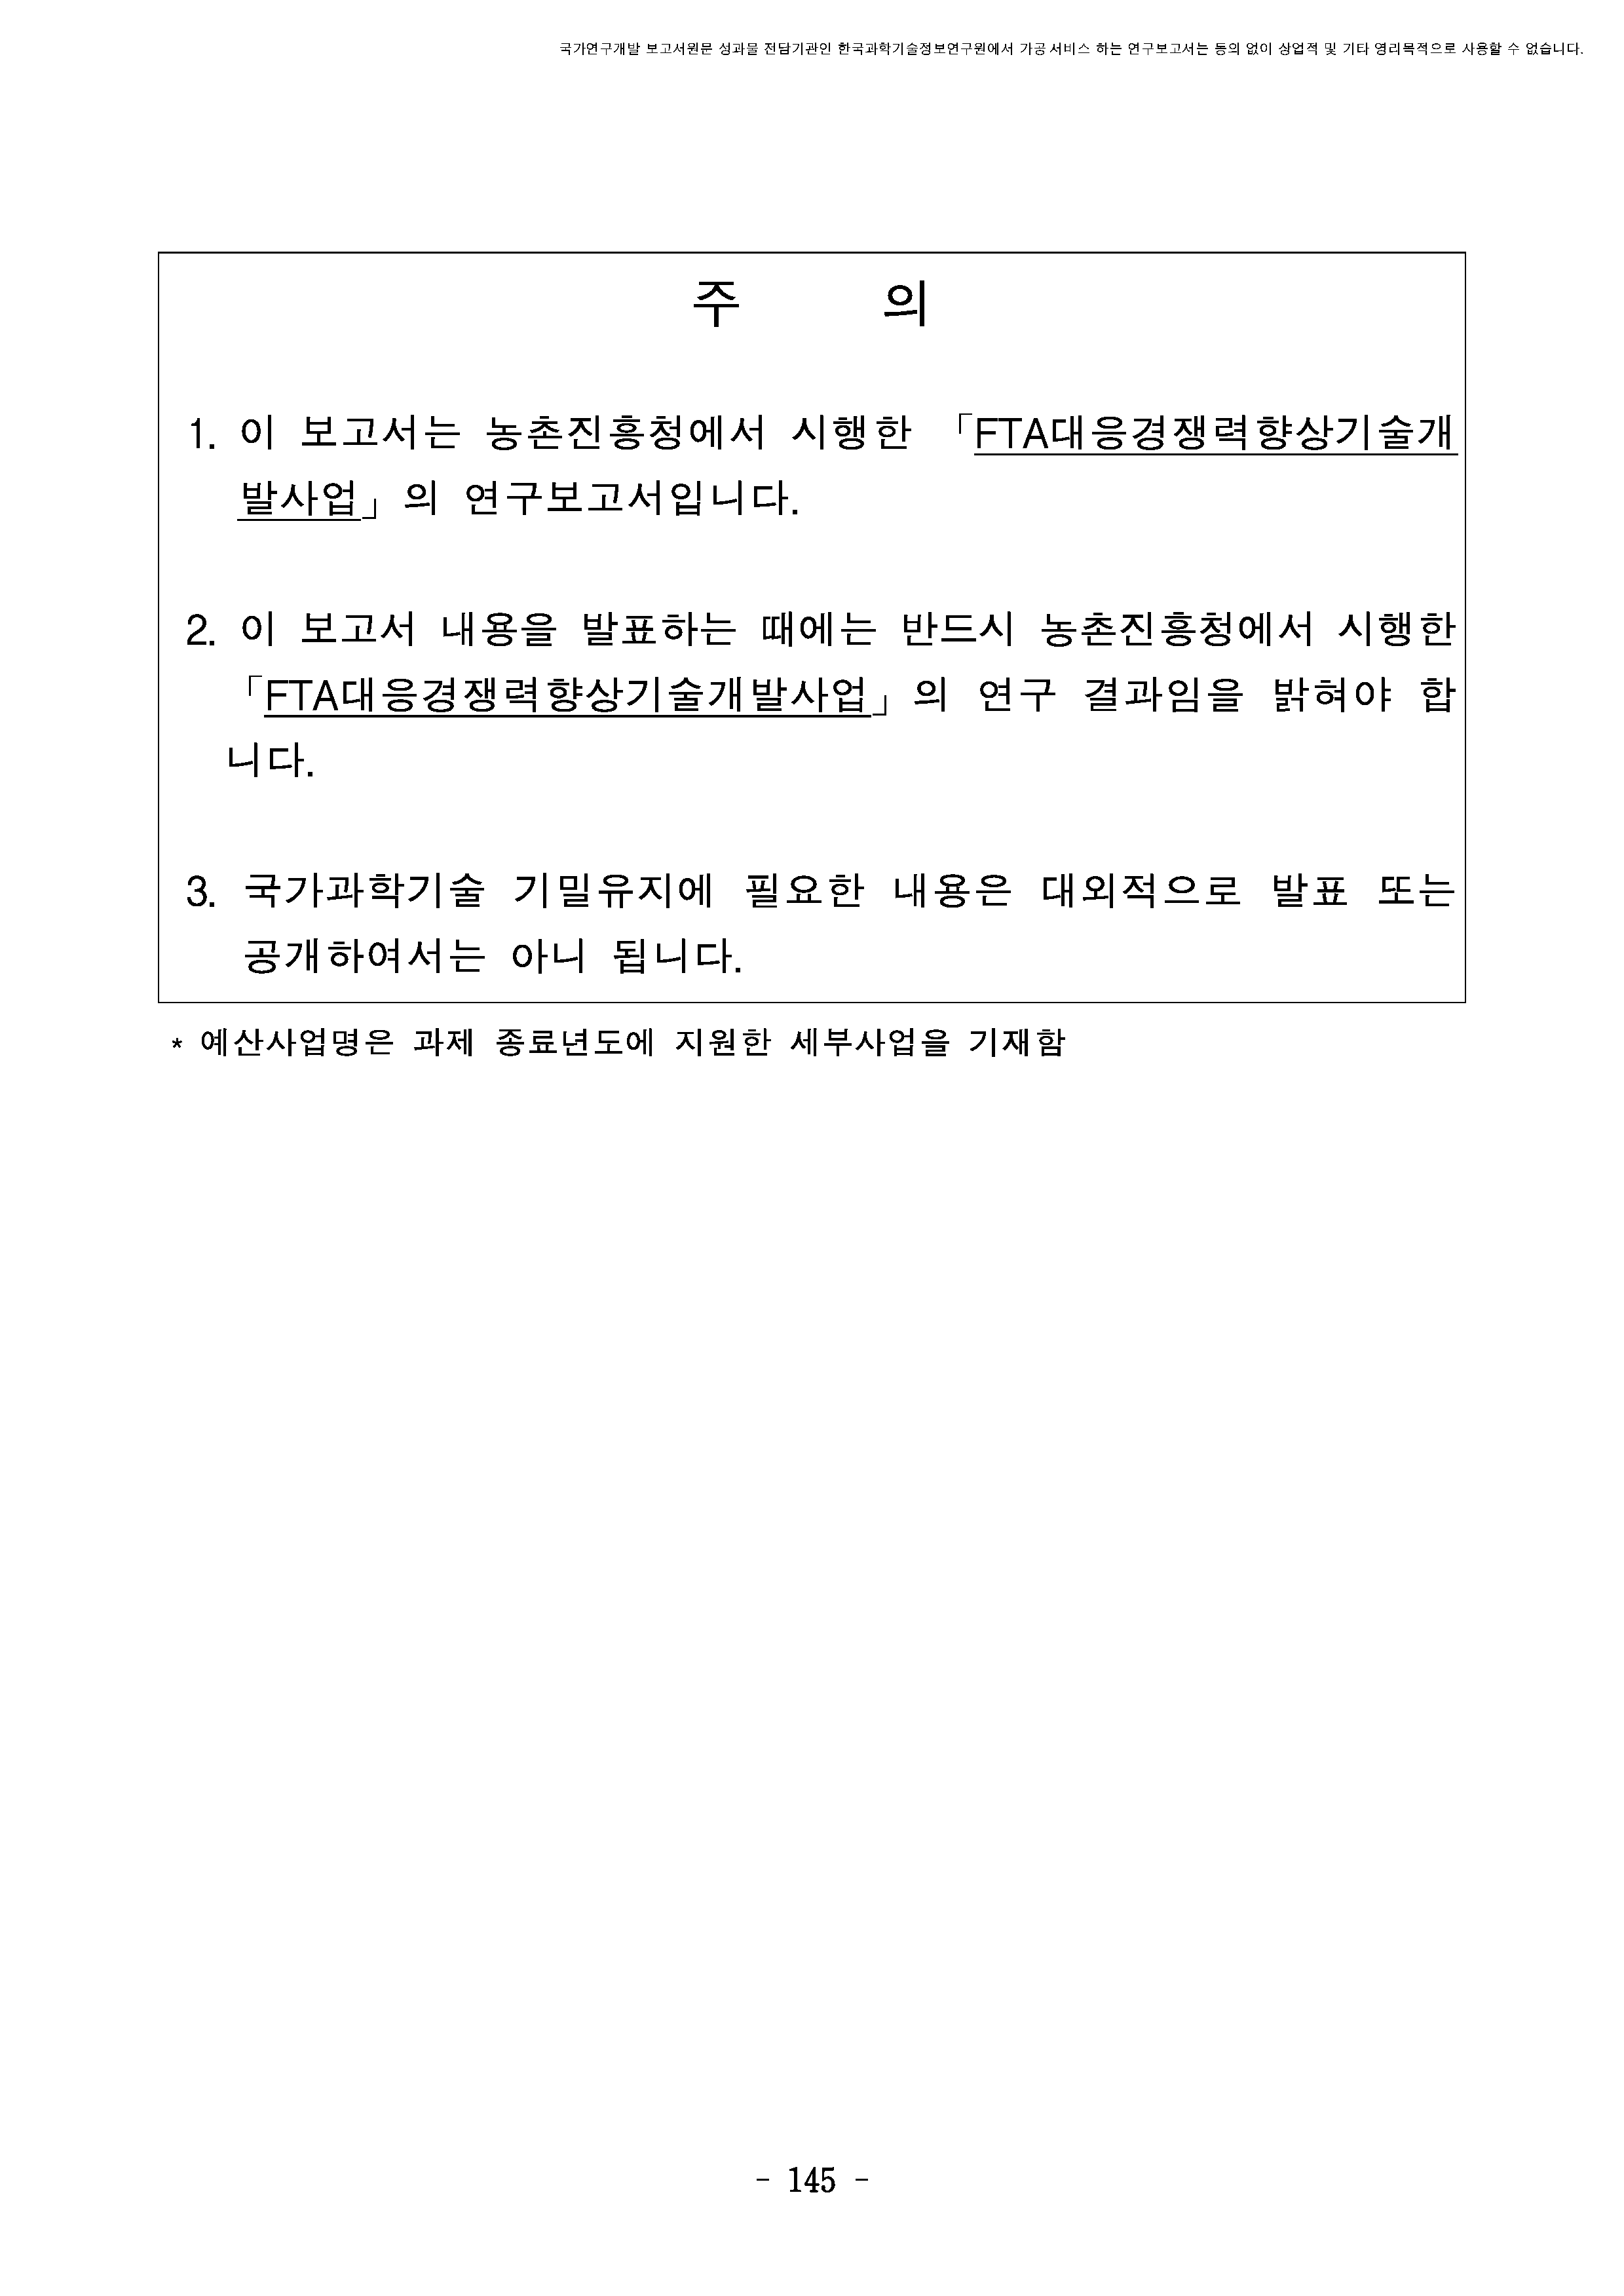 국가연구개발 보고서원문 성과물 전담기관인 한국과학기술정보연구원에서 가공·서비스 하는 연구보고서는 동의 없이 상업적 및 기타 영리목적으로 사용할 수 없습니다.
주 의
1. 이 보고서는 농촌진흥청에서 시행한 「FTA대응경쟁력향상기술개
발사업」의 연구보고서입니다.
2. 이 보고서 내용을 발표하는 때에는 반드시 농촌진흥청에서 시행한
「FTA대응경쟁력향상기술개발사업」의 연구 결과임을 밝혀야 합
니다.
3. 국가과학기술 기밀유지에 필요한 내용은 대외적으로 발표 또는
공개하여서는 아니 됩니다.
* 예산사업명은 과제 종료년도에 지원한 세부사업을 기재함
- 145 -